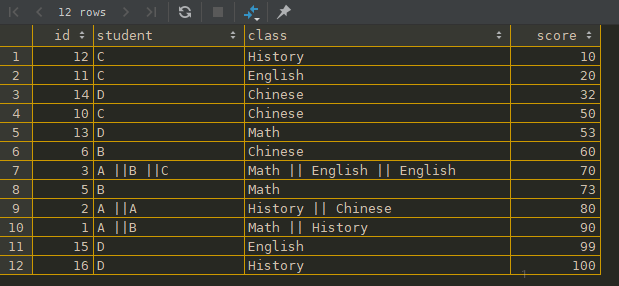 12 rows
id student class score
1 12 C History 10
2 11 C English 20
3 14 D Chinese 32
4 10 C Chinese 50
5 13 D Math 53
6 6 B Chinese 60
7 3 A ||B ||C Math || English || English 70
8 5 B Math 73
9 2 A ||A History || Chinese 80
10 1 A ||B Math || History 90
11 15 D English 99
12 16 D History 100